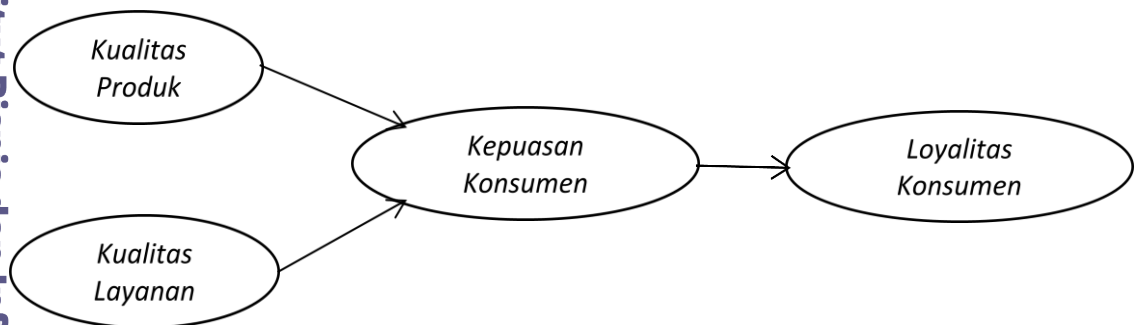 Kualitas
Produk
Kepuasan
Konsumen
Loyalitas
Konsumen
Kualitas
Layanan